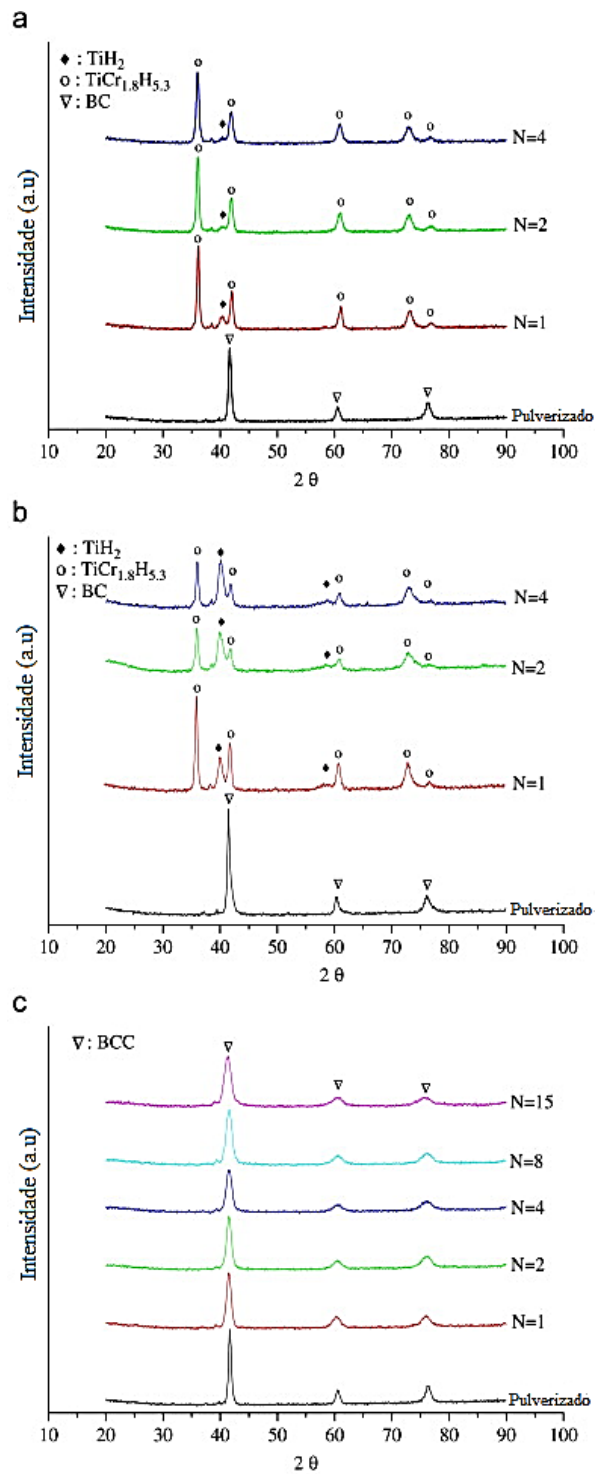 a
♦ : TiH2
o : TiCr1.8H5.3
∇ : BC
Intensidade (a.u)
N=4
N=2
N=1
Pulverizado
10 20 30 40 50 60 70 80 90 100
2 θ
b
♦ : TiH2
o : TiCr1.8H5.3
∇ : BC
Intensidade (a.u)
N=4
N=2
N=1
Pulverizado
10 20 30 40 50 60 70 80 90 100
2 θ
c
∇ : BCC
Intensidade (a.u)
N=15
N=8
N=4
N=2
N=1
Pulverizado
10 20 30 40 50 60 70 80 90 100
2 θ